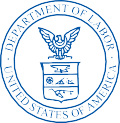 DEPARTMENT OF LABOR
UNITED STATES OF AMERICA